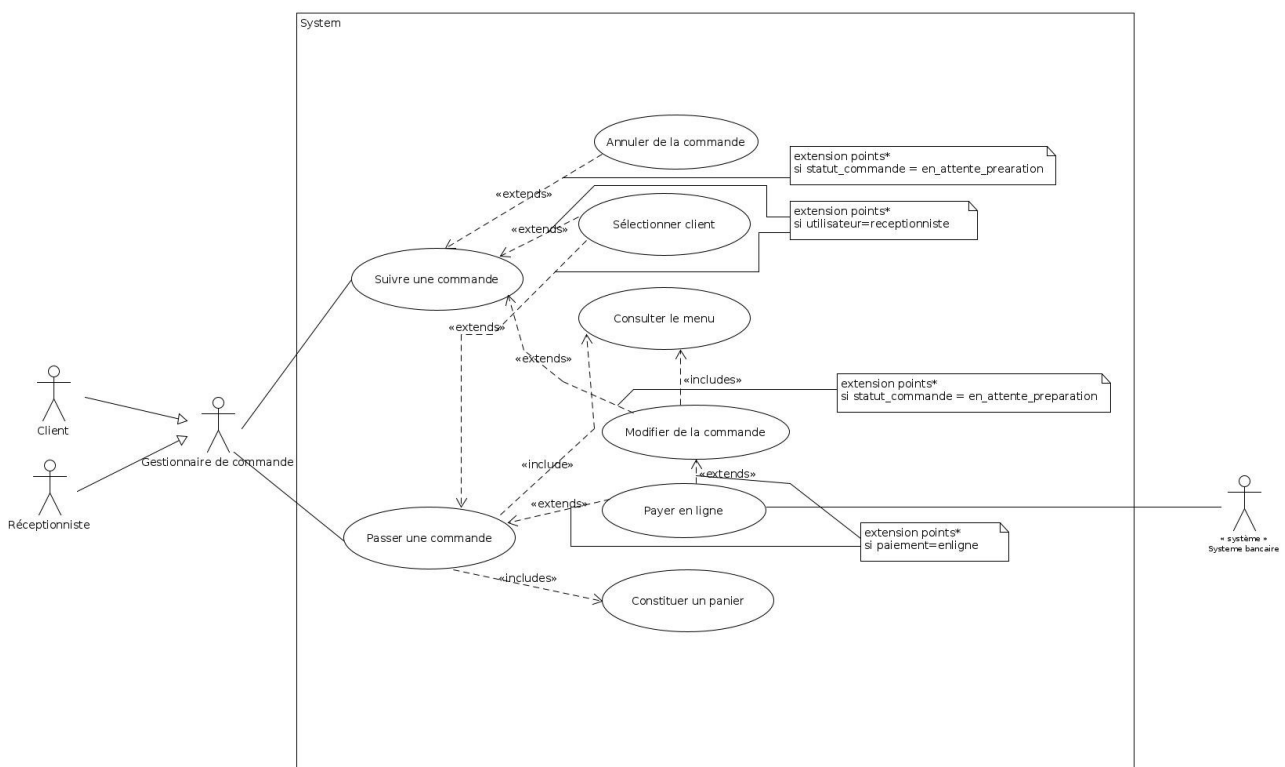 System
Annuler de la commande
extension points*
si statut_commande = en_attente_prearation
«extends»
Sélectionner client
extension points*
si utilisateur=receptionniste
«extends»
Suivre une commande
Consulter le menu
«extends»
«extends»
«includes»
extension points*
si statut_commande = en_attente_preparation
Client
Gestionnaire de commande
Modifier de la commande
«include»
«extends»
Réceptionniste
«extends»
Payer en ligne
Passer une commande
extension points*
si paiement=enligne
« système »
Systeme bancaire
«includes»
Constituer un panier